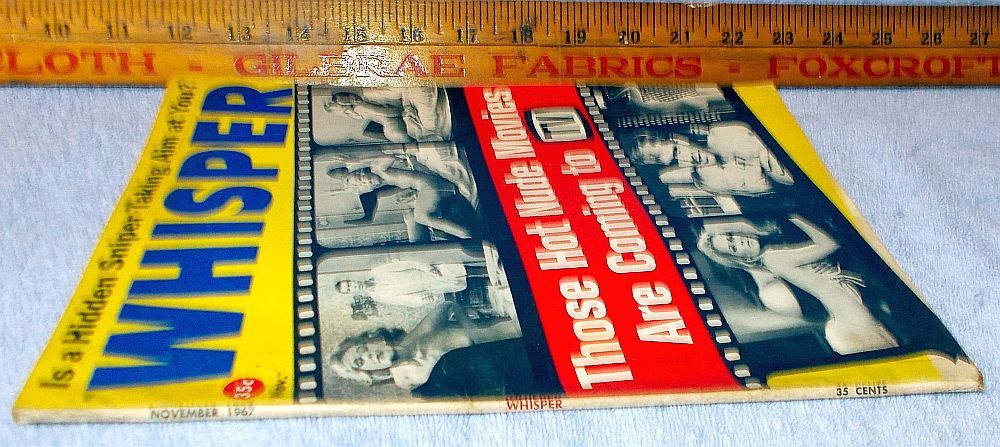 10 11 12 13 14 15 16 17 18 19 20 21 22 23 24 25 26 27
CLOTH - GILBRAE FABRICS - FOXCROFT
Is a Hidden Sniper Taking Aim at You?
WHISPER
35¢
Nov.
Those Hot Nude Movies
Are Coming to TV
NOVEMBER 1967
WHISPER
35 CENTS